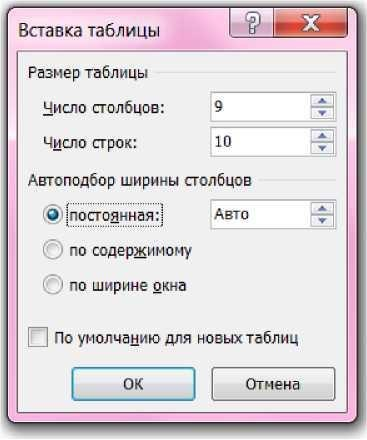 Вставка таблицы
Размер таблицы
Число столбцов: 9
Число строк: 10
Автоподбор ширины столбцов
постоянная: Авто
по содержимому
по ширине окна
По умолчанию для новых таблиц
ОК Отмена